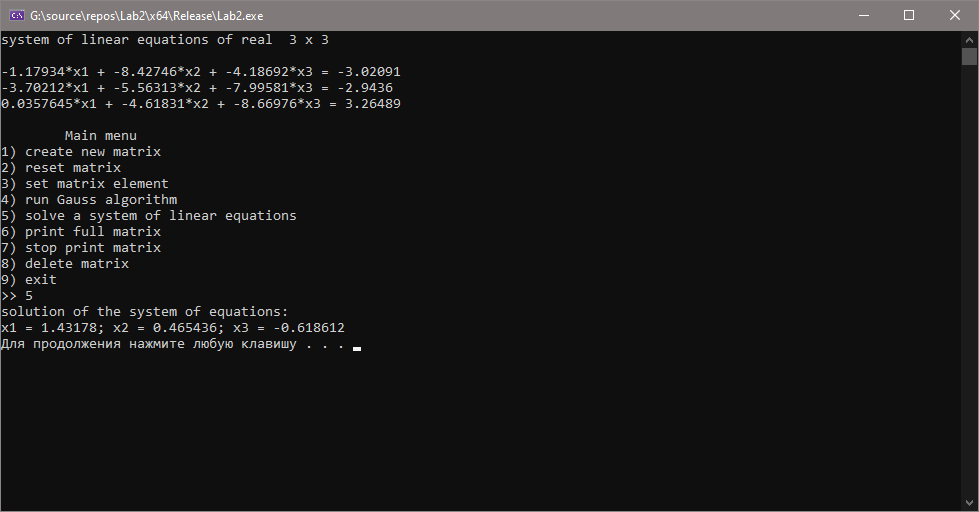 G:\source\repos\Lab2\x64\Release\Lab2.exe
system of linear equations of real  3 x 3
-1.17934*x1 + -8.42746*x2 + -4.18692*x3 = -3.02091
-3.70212*x1 + -5.56313*x2 + -7.99581*x3 = -2.9436
0.0357645*x1 + -4.61831*x2 + -8.66976*x3 = 3.26489
Main menu
1) create new matrix
2) reset matrix
3) set matrix element
4) run Gauss algorithm
5) solve a system of linear equations
6) print full matrix
7) stop print matrix
8) delete matrix
9) exit
>> 5
solution of the system of equations:
x1 = 1.43178; x2 = 0.465436; x3 = -0.618612
Для продолжения нажмите любую клавишу . . .